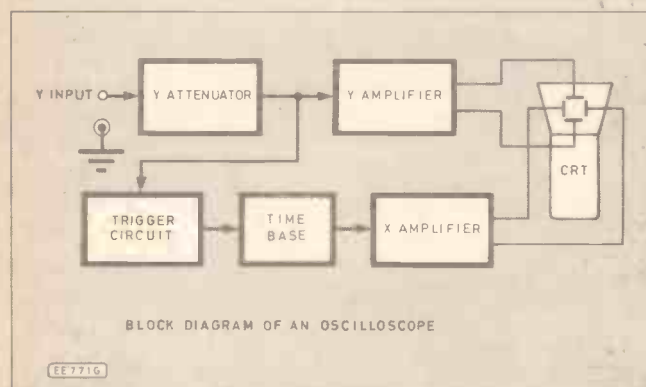 Y INPUT
Y ATTENUATOR
Y AMPLIFIER
CRT
TRIGGER
CIRCUIT
TIME
BASE
X AMPLIFIER
BLOCK DIAGRAM OF AN OSCILLOSCOPE
EE771G